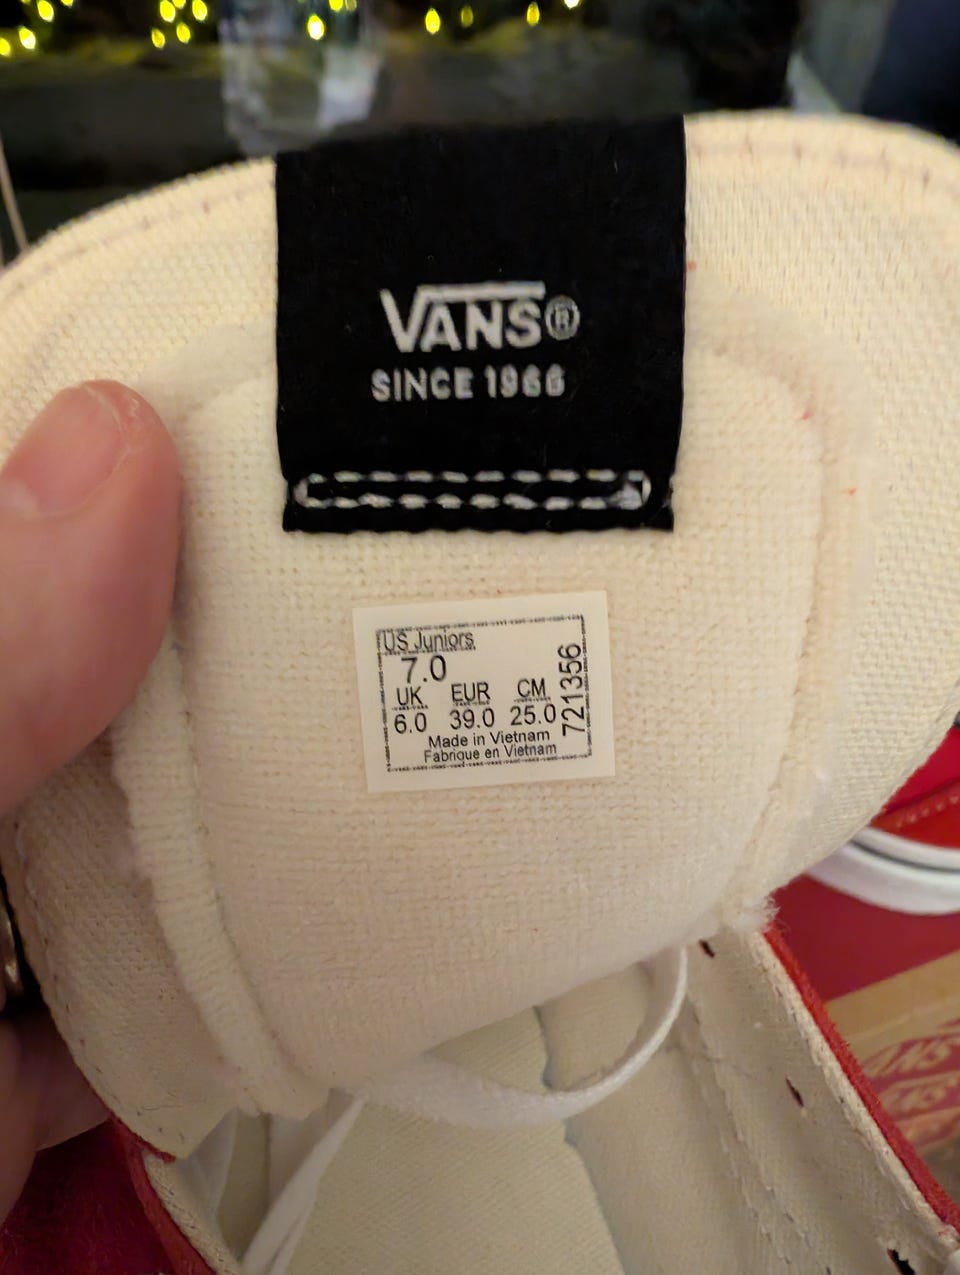 VANS®
SINCE 1966
US Juniors
7.0
UK EUR CM
6.0 39.0 25.0
Made in Vietnam
Fabrique en Vietnam
721356
VANS